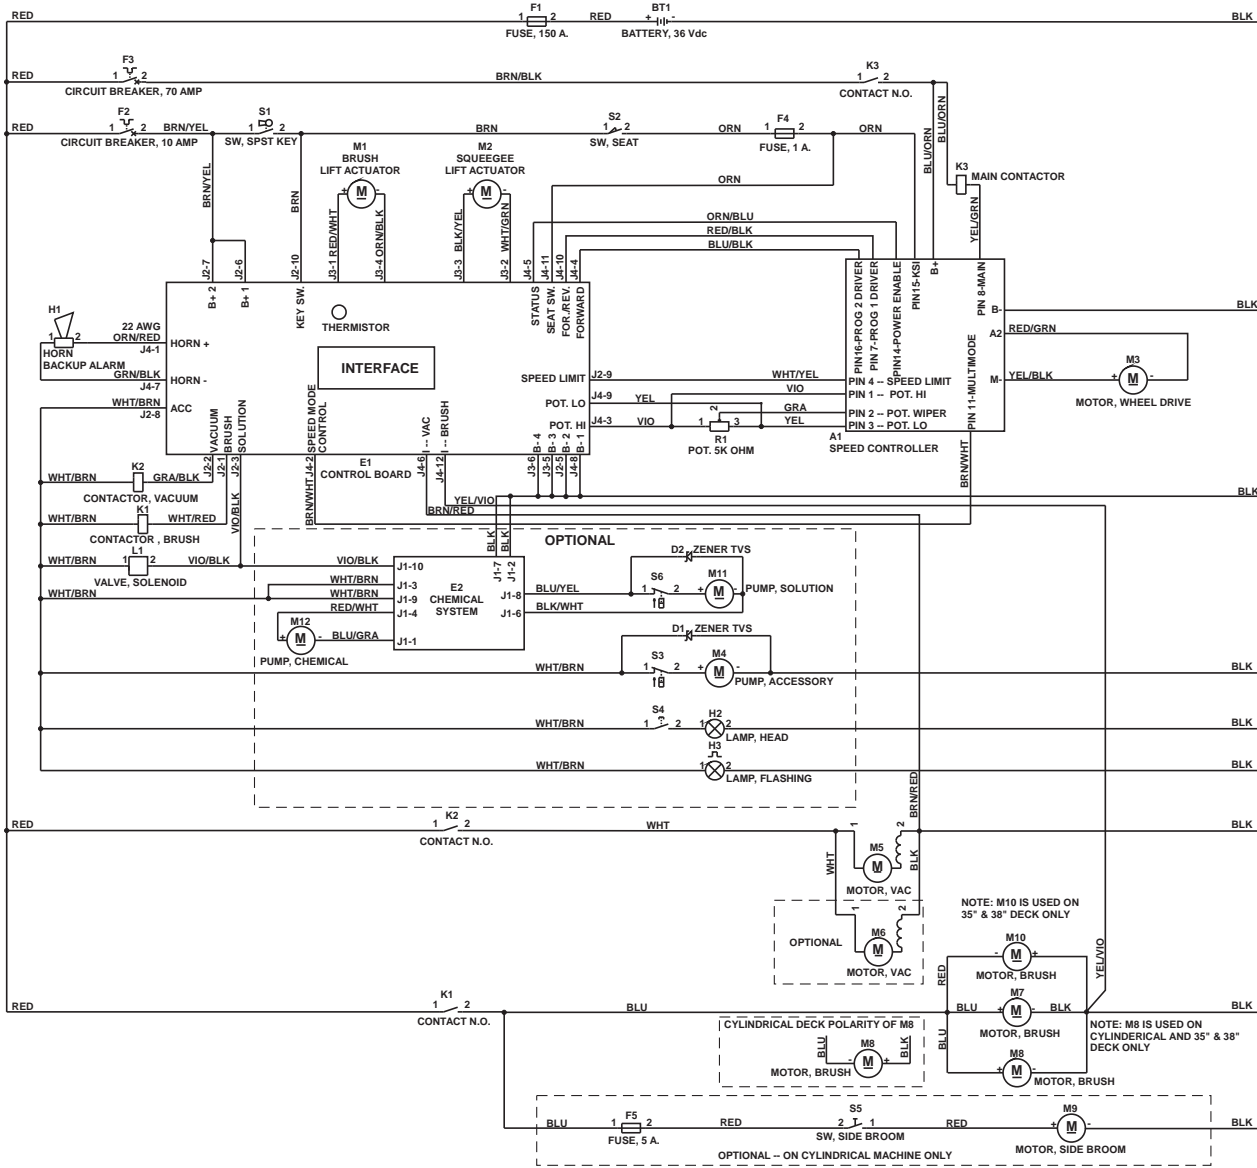 RED
F1
1 2
FUSE, 150 A.
RED
BT1
+ -
BATTERY, 36 Vdc
BLK
RED
F3
1 2
CIRCUIT BREAKER, 70 AMP
BRN/BLK
K3
1 2
CONTACT N.O.
BLU/ORN
BLU/ORN
RED
F2
1 2
CIRCUIT BREAKER, 10 AMP
BRN/YEL
S1
1 2
SW, SPST KEY
BRN
S2
1 2
SW, SEAT
ORN
F4
1 2
FUSE, 1 A.
ORN
ORN
K3
MAIN CONTACTOR
YEL/GRN
BRN/YEL
BRN
M1
BRUSH
LIFT ACTUATOR
+ M -
RED/WHT
ORN/BLK
M2
SQUEEGEE
LIFT ACTUATOR
+ M -
BLK/YEL
WHT/GRN
ORN/BLU
RED/BLK
BLU/BLK
J2-7
J2-6
J2-10
J3-1
J3-4
J3-3
J3-2
J4-5
J4-11
J4-10
J4-4
B+ 2
B+ 1
KEY SW.
STATUS
SEAT SW.
FOR./REV.
FORWARD
THERMISTOR
INTERFACE
H1
1 2
HORN
BACKUP ALARM
22 AWG
ORN/RED
J4-1
HORN +
GRN/BLK
J4-7
HORN -
WHT/BRN
J2-8
ACC
VACUUM
BRUSH
SOLUTION
SPEED MODE
CONTROL
I -- VAC
I -- BRUSH
J2-2
J2-1
J2-3
J4-2
J4-6
J4-12
E1
CONTROL BOARD
SPEED LIMIT
J2-9
POT. LO
J4-9
POT. HI
J4-3
B- 4
B- 3
B- 2
B- 1
J3-6
J3-5
J2-5
J4-8
WHT/YEL
VIO
YEL
VIO
1 2 3
R1
POT. 5K OHM
GRA
YEL
PIN16-PROG 2 DRIVER
PIN 7-PROG 1 DRIVER
PIN14-POWER ENABLE
PIN15-KSI
B+
PIN 8-MAIN
B-
A2
M-
PIN 4 -- SPEED LIMIT
PIN 1 -- POT. HI
PIN 2 -- POT. WIPER
PIN 3 -- POT. LO
PIN 11-MULTIMODE
A1
SPEED CONTROLLER
BLK
RED/GRN
YEL/BLK
M3
+ M -
MOTOR, WHEEL DRIVE
BRN/WHT
BRN/WHT
YEL/VIO
BRN/RED
BLK
WHT/BRN
K2
GRA/BLK
CONTACTOR, VACUUM
WHT/BRN
K1
WHT/RED
CONTACTOR , BRUSH
VIO/BLK
WHT/BRN
L1
1 2
VIO/BLK
VALVE, SOLENOID
WHT/BRN
OPTIONAL
BLK
BLK
J1-7
J1-2
VIO/BLK
J1-10
WHT/BRN
J1-3
WHT/BRN
J1-9
RED/WHT
J1-4
BLU/GRA
J1-1
E2
CHEMICAL
SYSTEM
J1-8
J1-6
BLU/YEL
BLK/WHT
M12
+ M -
PUMP, CHEMICAL
D2 ZENER TVS
S6
1 2
M11
+ M -
PUMP, SOLUTION
D1 ZENER TVS
WHT/BRN
S3
1 2
M4
+ M -
PUMP, ACCESSORY
BLK
WHT/BRN
S4
1 2
H2
1 2
LAMP, HEAD
BLK
WHT/BRN
H3
1 2
LAMP, FLASHING
BLK
BRN/RED
RED
K2
1 2
CONTACT N.O.
WHT
1 2
M5
M
MOTOR, VAC
BLK
WHT
BLK
OPTIONAL
1 2
M6
M
MOTOR, VAC
NOTE: M10 IS USED ON
35" & 38" DECK ONLY
YEL/VIO
M10
- M +
MOTOR, BRUSH
RED
RED
K1
1 2
CONTACT N.O.
BLU
BLU
M7
+ M -
BLK
MOTOR, BRUSH
BLK
BLU
M8
+ M -
MOTOR, BRUSH
NOTE: M8 IS USED ON
CYLINDERICAL AND 35" & 38"
DECK ONLY
CYLINDRICAL DECK POLARITY OF M8
BLU
M8
- M +
BLK
MOTOR, BRUSH
BLU
F5
1 2
FUSE, 5 A.
RED
S5
2 1
SW, SIDE BROOM
RED
M9
+ M -
MOTOR, SIDE BROOM
BLK
OPTIONAL -- ON CYLINDRICAL MACHINE ONLY